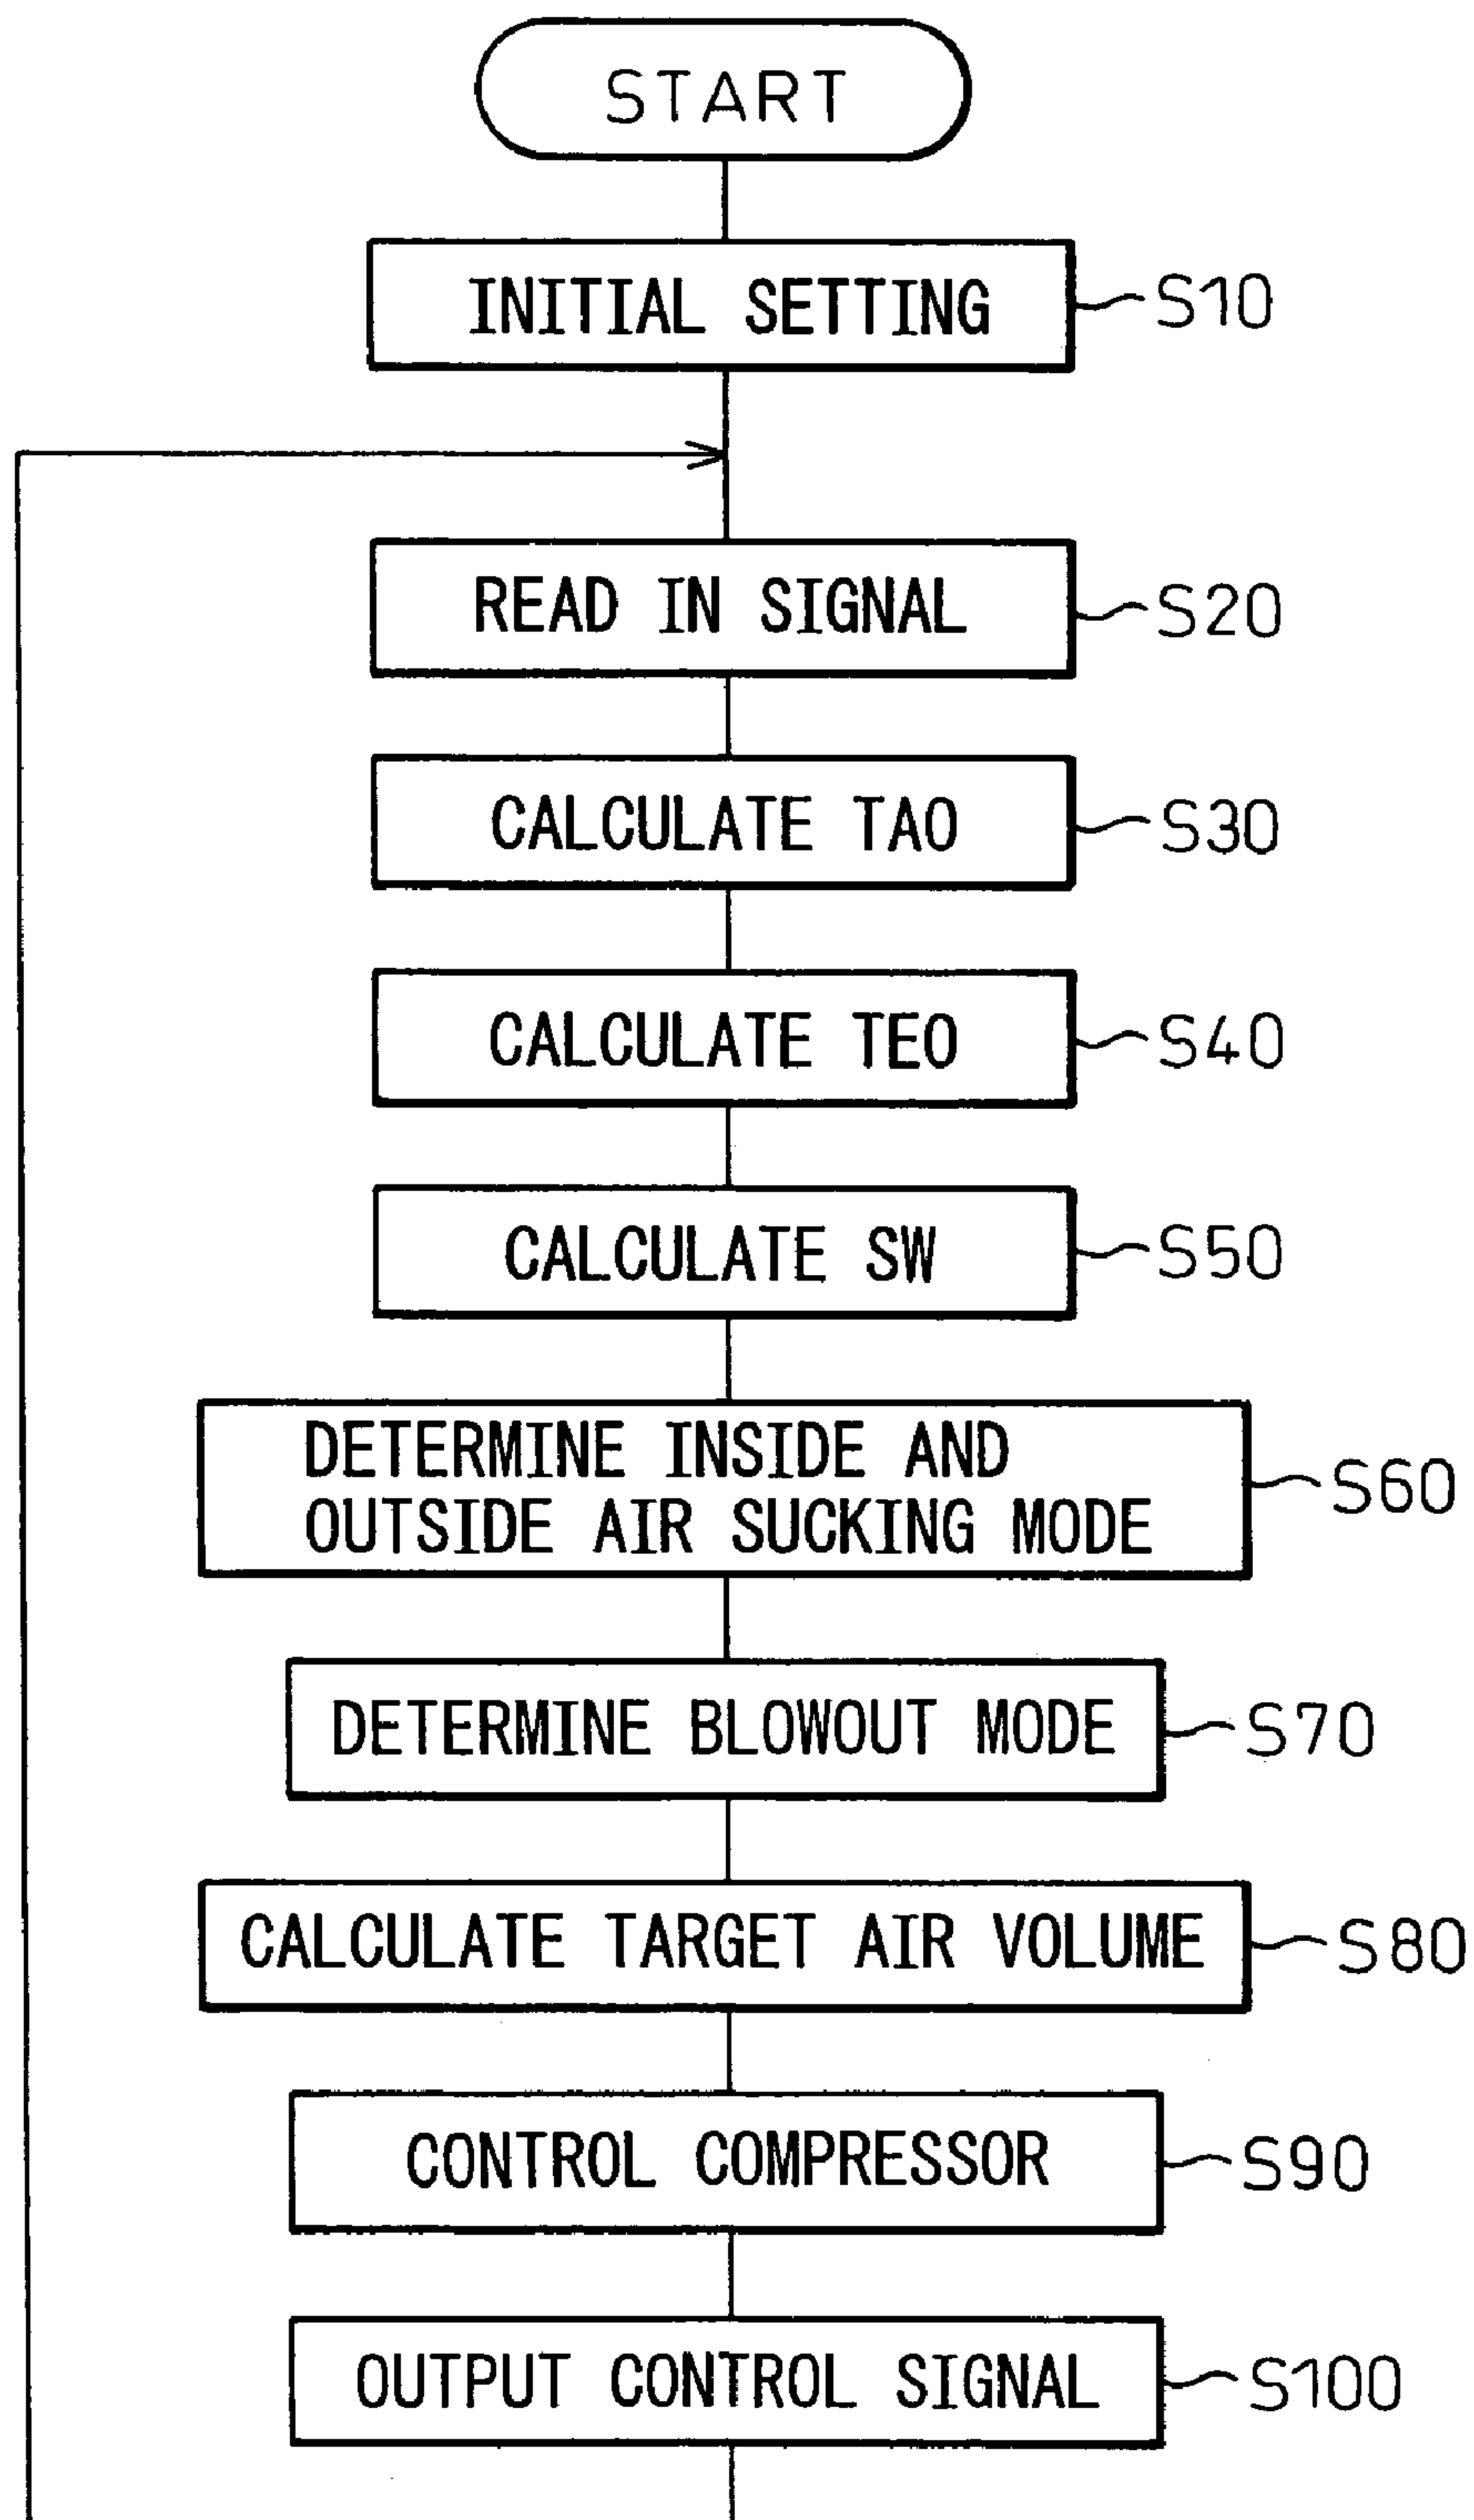 START
INITIAL SETTING
S10
READ IN SIGNAL
S20
CALCULATE TAO
S30
CALCULATE TEO
S40
CALCULATE SW
S50
DETERMINE INSIDE AND
OUTSIDE AIR SUCKING MODE
S60
DETERMINE BLOWOUT MODE
S70
CALCULATE TARGET AIR VOLUME
S80
CONTROL COMPRESSOR
S90
OUTPUT CONTROL SIGNAL
S100